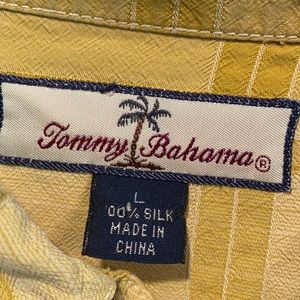 Tommy Bahama®
L
00% SILK
MADE IN
CHINA